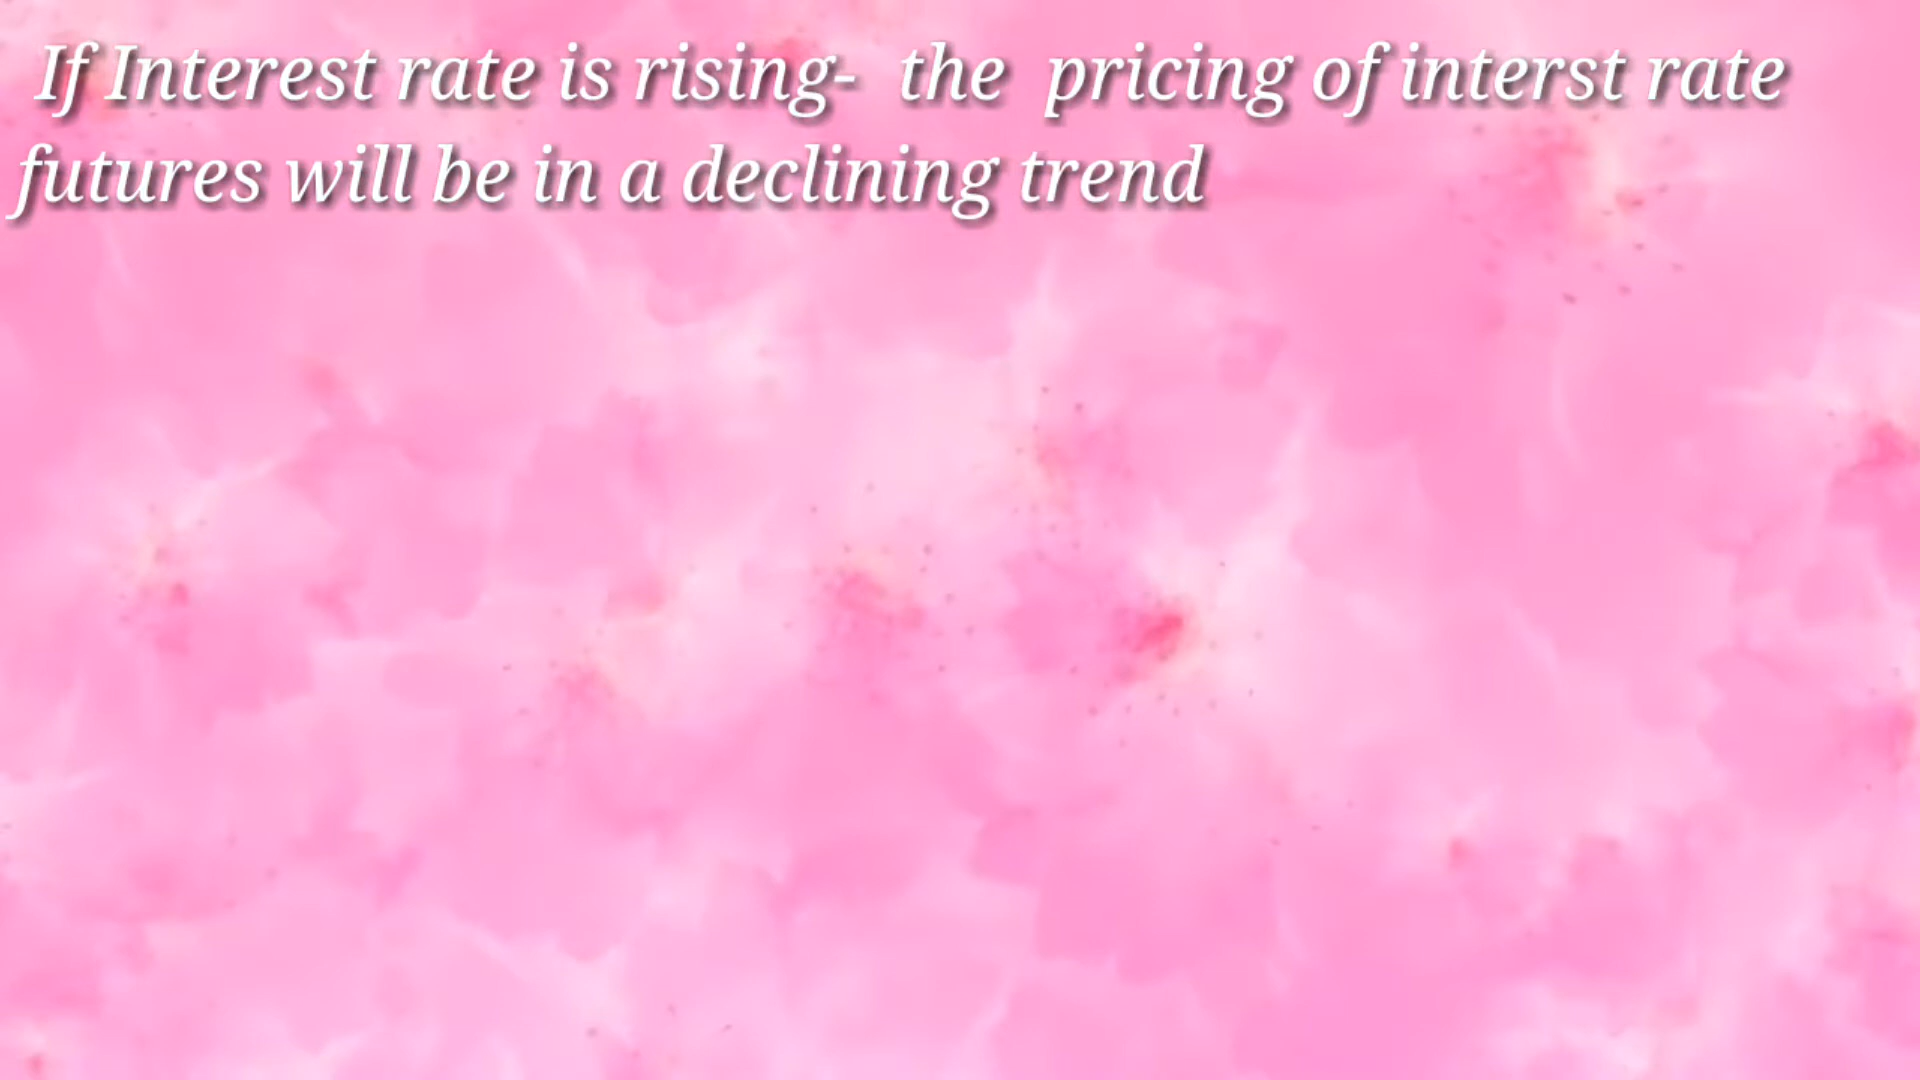 If Interest rate is rising-  the  pricing of interst rate
futures will be in a declining trend